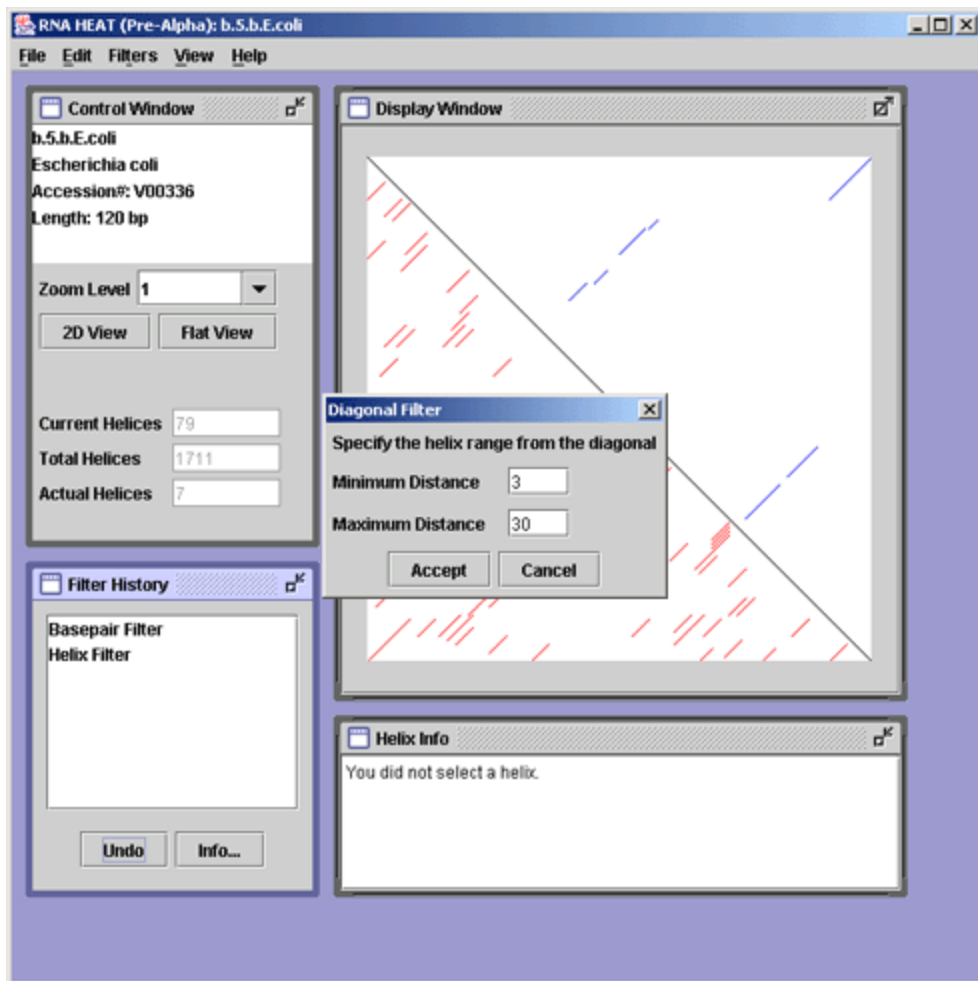 RNA HEAT (Pre-Alpha): b.5.b.E.coli
File Edit Filters View Help
Control Window
b.5.b.E.coli
Escherichia coli
Accession#: V00336
Length: 120 bp
Zoom Level 1
2D View Flat View
Current Helices 79
Total Helices 1711
Actual Helices 7
Filter History
Basepair Filter
Helix Filter
Undo Info...
Display Window
Diagonal Filter
Specify the helix range from the diagonal
Minimum Distance 3
Maximum Distance 30
Accept Cancel
Helix Info
You did not select a helix.